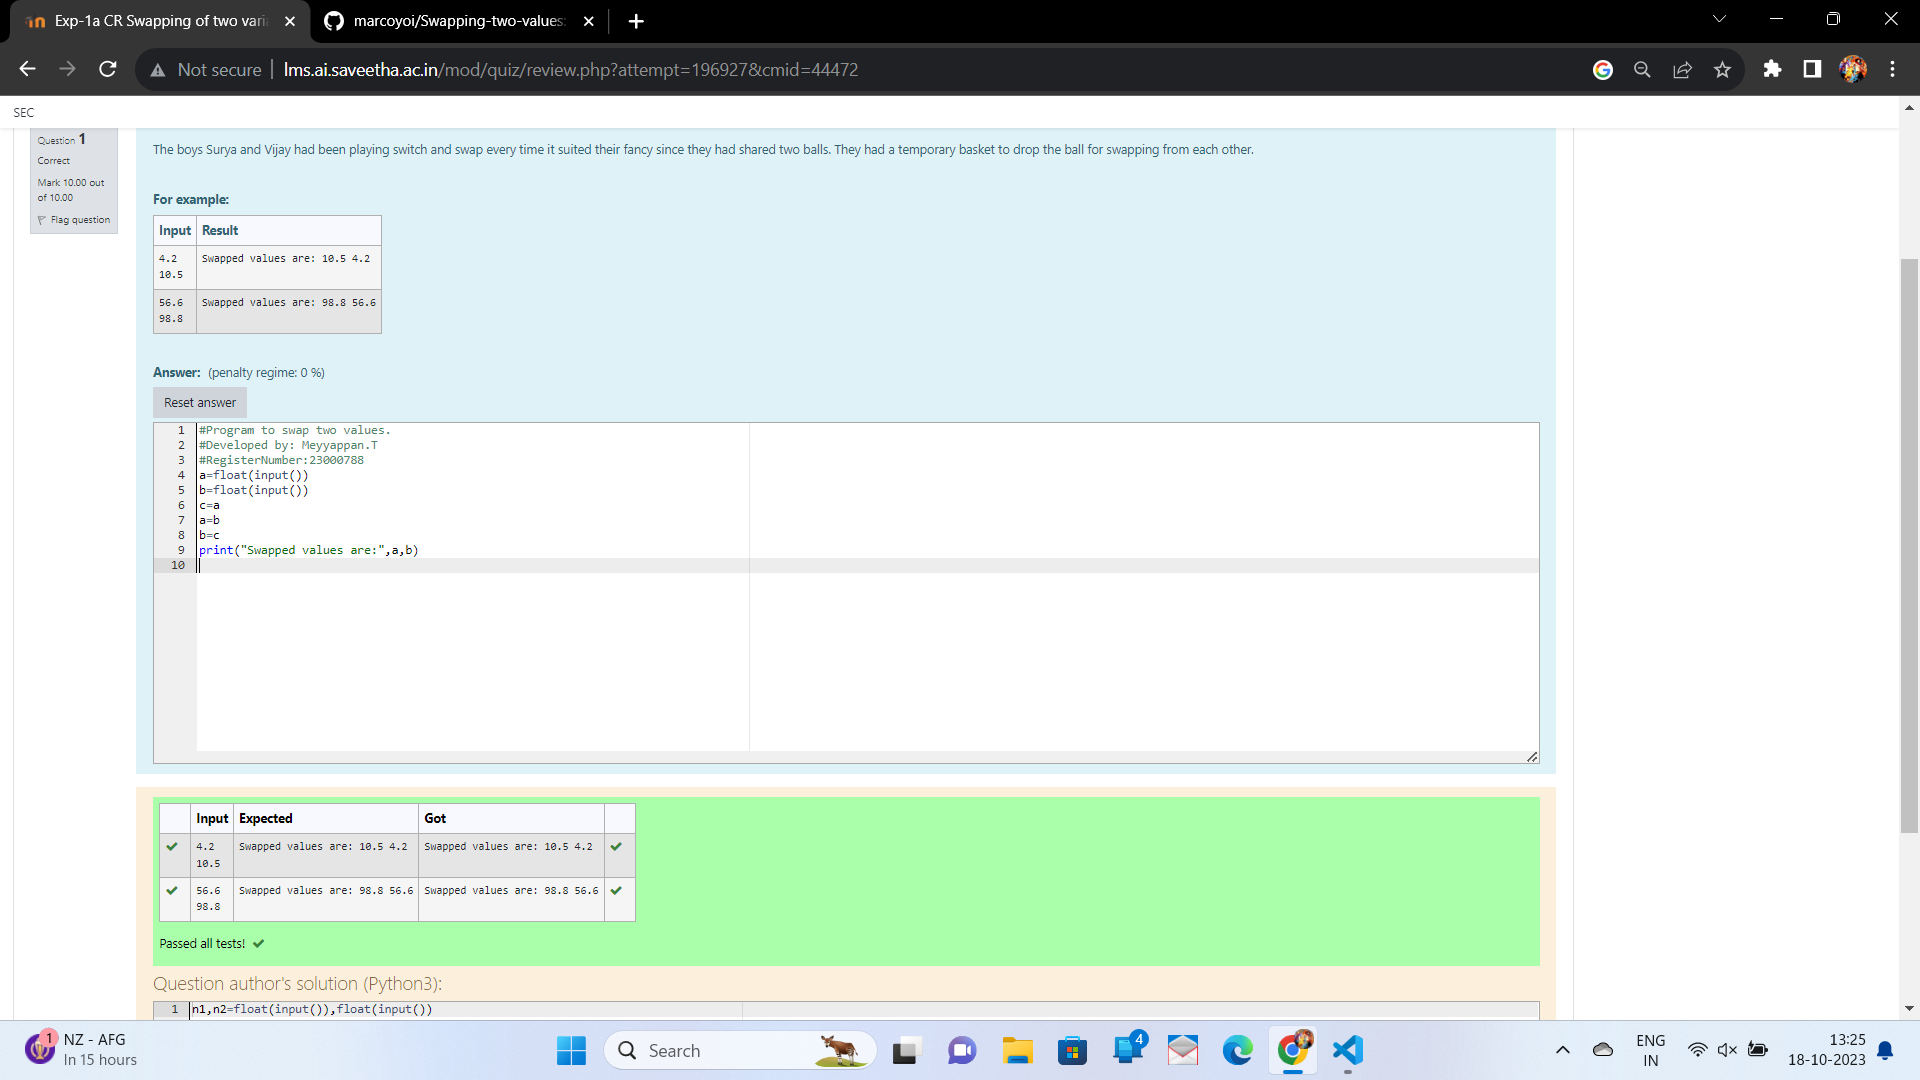 Exp-1a CR Swapping of two vari
marcoyoi/Swapping-two-values
Not secure
lms.ai.saveetha.ac.in/mod/quiz/review.php?attempt=196927&cmid=44472
SEC
Question 1
Correct
Mark 10.00 out
of 10.00
Flag question
The boys Surya and Vijay had been playing switch and swap every time it suited their fancy since they had shared two balls. They had a temporary basket to drop the ball for swapping from each other.
For example:
Input Result
4.2 Swapped values are: 10.5 4.2
10.5
56.6 Swapped values are: 98.8 56.6
98.8
Answer: (penalty regime: 0 %)
Reset answer
1 #Program to swap two values.
2 #Developed by: Meyyappan.T
3 #RegisterNumber:23000788
4 a=float(input())
5 b=float(input())
6 c=a
7 a=b
8 b=c
9 print("Swapped values are:",a,b)
10
Input Expected Got
4.2 Swapped values are: 10.5 4.2 Swapped values are: 10.5 4.2
10.5
56.6 Swapped values are: 98.8 56.6 Swapped values are: 98.8 56.6
98.8
Passed all tests!
Question author's solution (Python3):
1 n1,n2=float(input()),float(input())
1
NZ - AFG
In 15 hours
Search
4
ENG
IN
13:25
18-10-2023